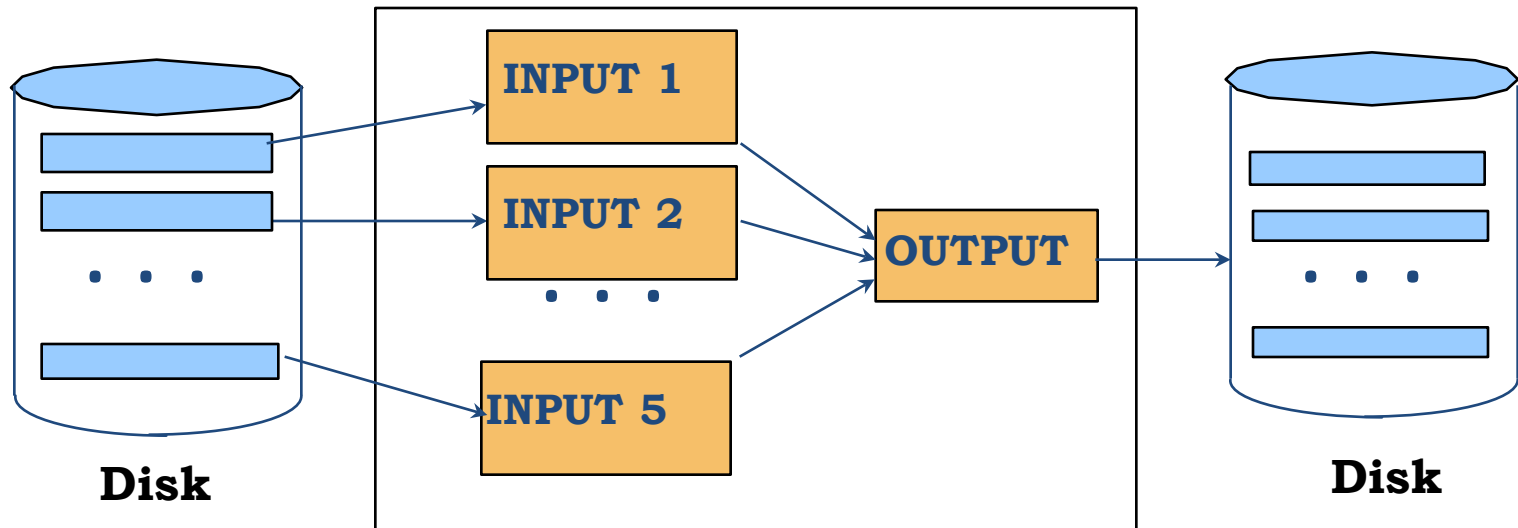 INPUT 1
INPUT 2
. . .
INPUT 5
OUTPUT
. . .
. . .
Disk
Disk